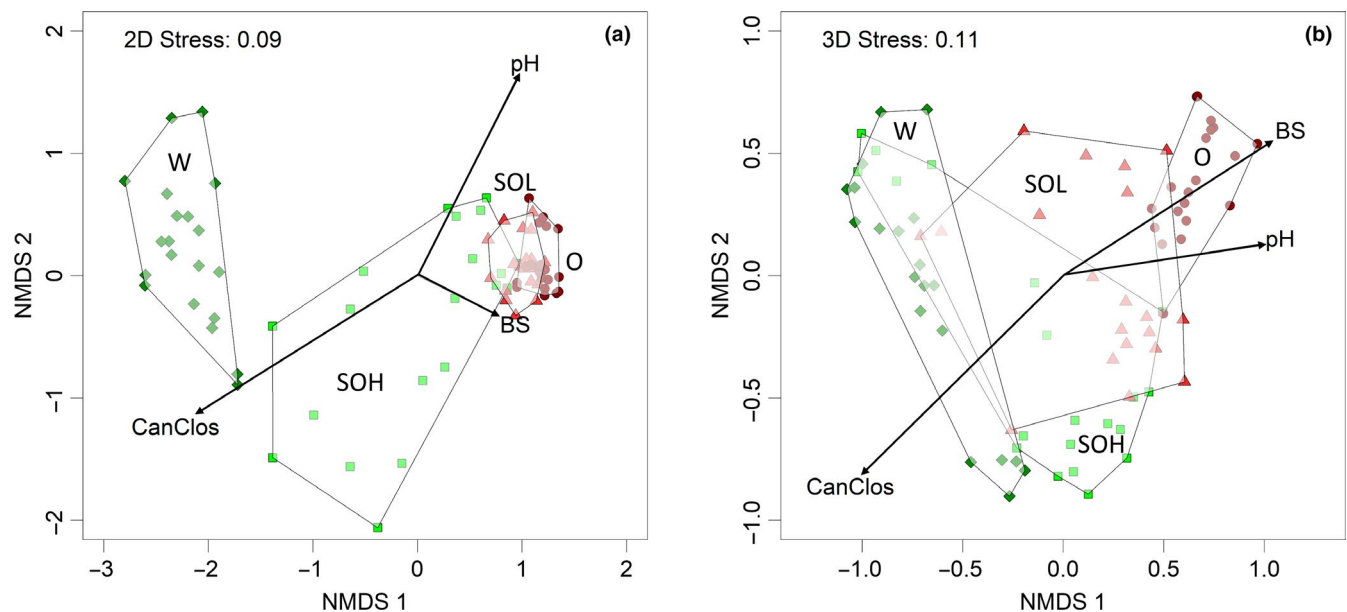 2D Stress: 0.09
(a)
pH
W
SOL
O
BS
SOH
CanClos
2
1
0
−1
−2
NMDS 2
−3
−2
−1
0
1
2
NMDS 1
3D Stress: 0.11
(b)
W
O
BS
SOL
pH
SOH
CanClos
1.0
0.5
0.0
−0.5
−1.0
NMDS 2
−1.0
−0.5
0.0
0.5
1.0
NMDS 1